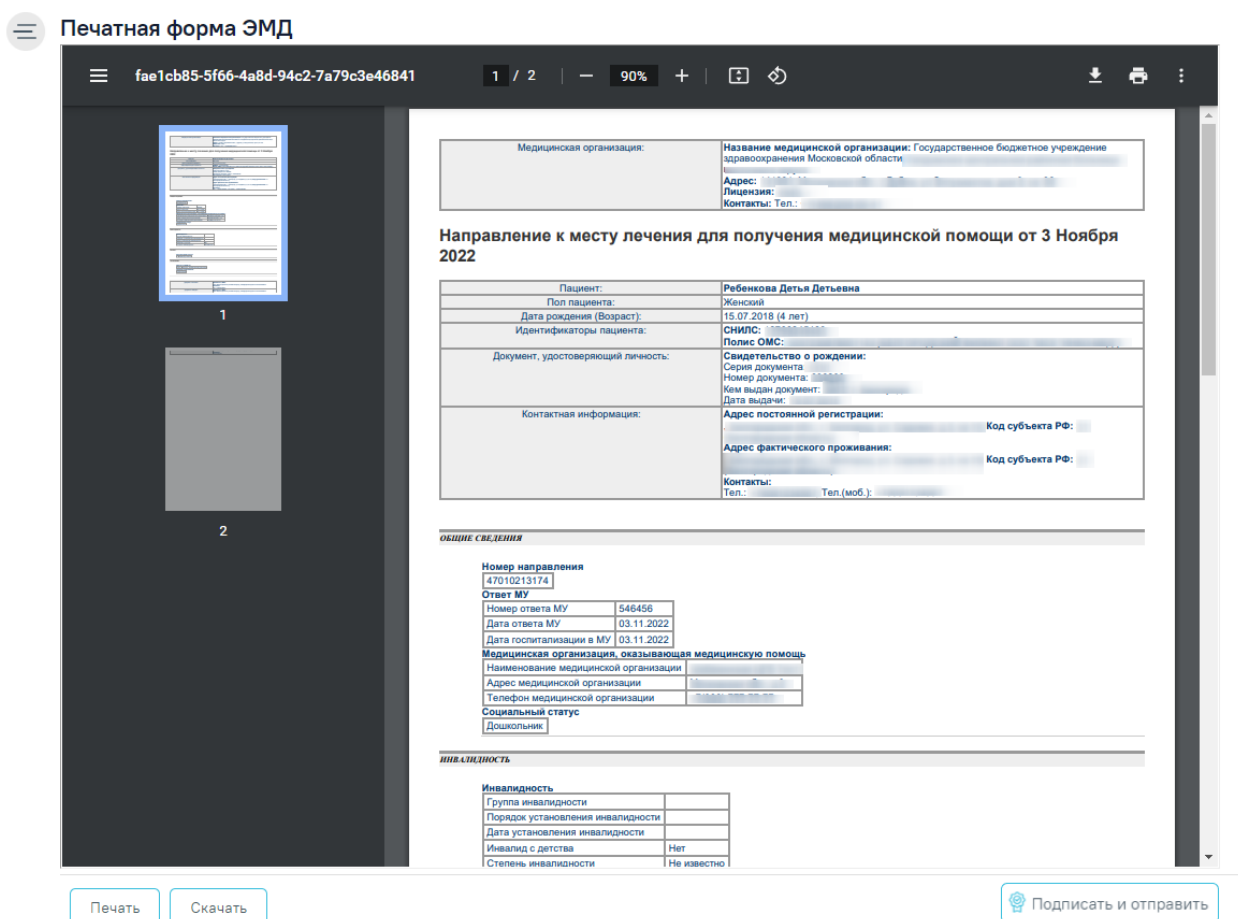 Печатная форма ЭМД
fae1cb85-5f66-4a8d-94c2-7a79c3e46841
1 / 2
90%
1
2
Медицинская организация:
Название медицинской организации: Государственное бюджетное учреждение
здравоохранения Московской области
Адрес:
Лицензия:
Контакты: Тел.:
Направление к месту лечения для получения медицинской помощи от 3 Ноября
2022
Пациент: Ребенкова Детья Детьевна
Пол пациента: Женский
Дата рождения (Возраст): 15.07.2018 (4 лет)
Идентификаторы пациента: СНИЛС:
Полис ОМС:
Документ, удостоверяющий личность: Свидетельство о рождении:
Серия документа
Номер документа:
Кем выдан документ:
Дата выдачи:
Контактная информация: Адрес постоянной регистрации:
Код субъекта РФ:
Адрес фактического проживания:
Код субъекта РФ:
Контакты:
Тел.: Тел.(моб.):
ОБЩИЕ СВЕДЕНИЯ
Номер направления
47010213174
Ответ МУ
Номер ответа МУ 546456
Дата ответа МУ 03.11.2022
Дата госпитализации в МУ 03.11.2022
Медицинская организация, оказывающая медицинскую помощь
Наименование медицинской организации
Адрес медицинской организации
Телефон медицинской организации
Социальный статус
Дошкольник
ИНВАЛИДНОСТЬ
Инвалидность
Группа инвалидности
Порядок установления инвалидности
Дата установления инвалидности
Инвалид с детства Нет
Степень инвалидности Не известно
Печать
Скачать
Подписать и отправить